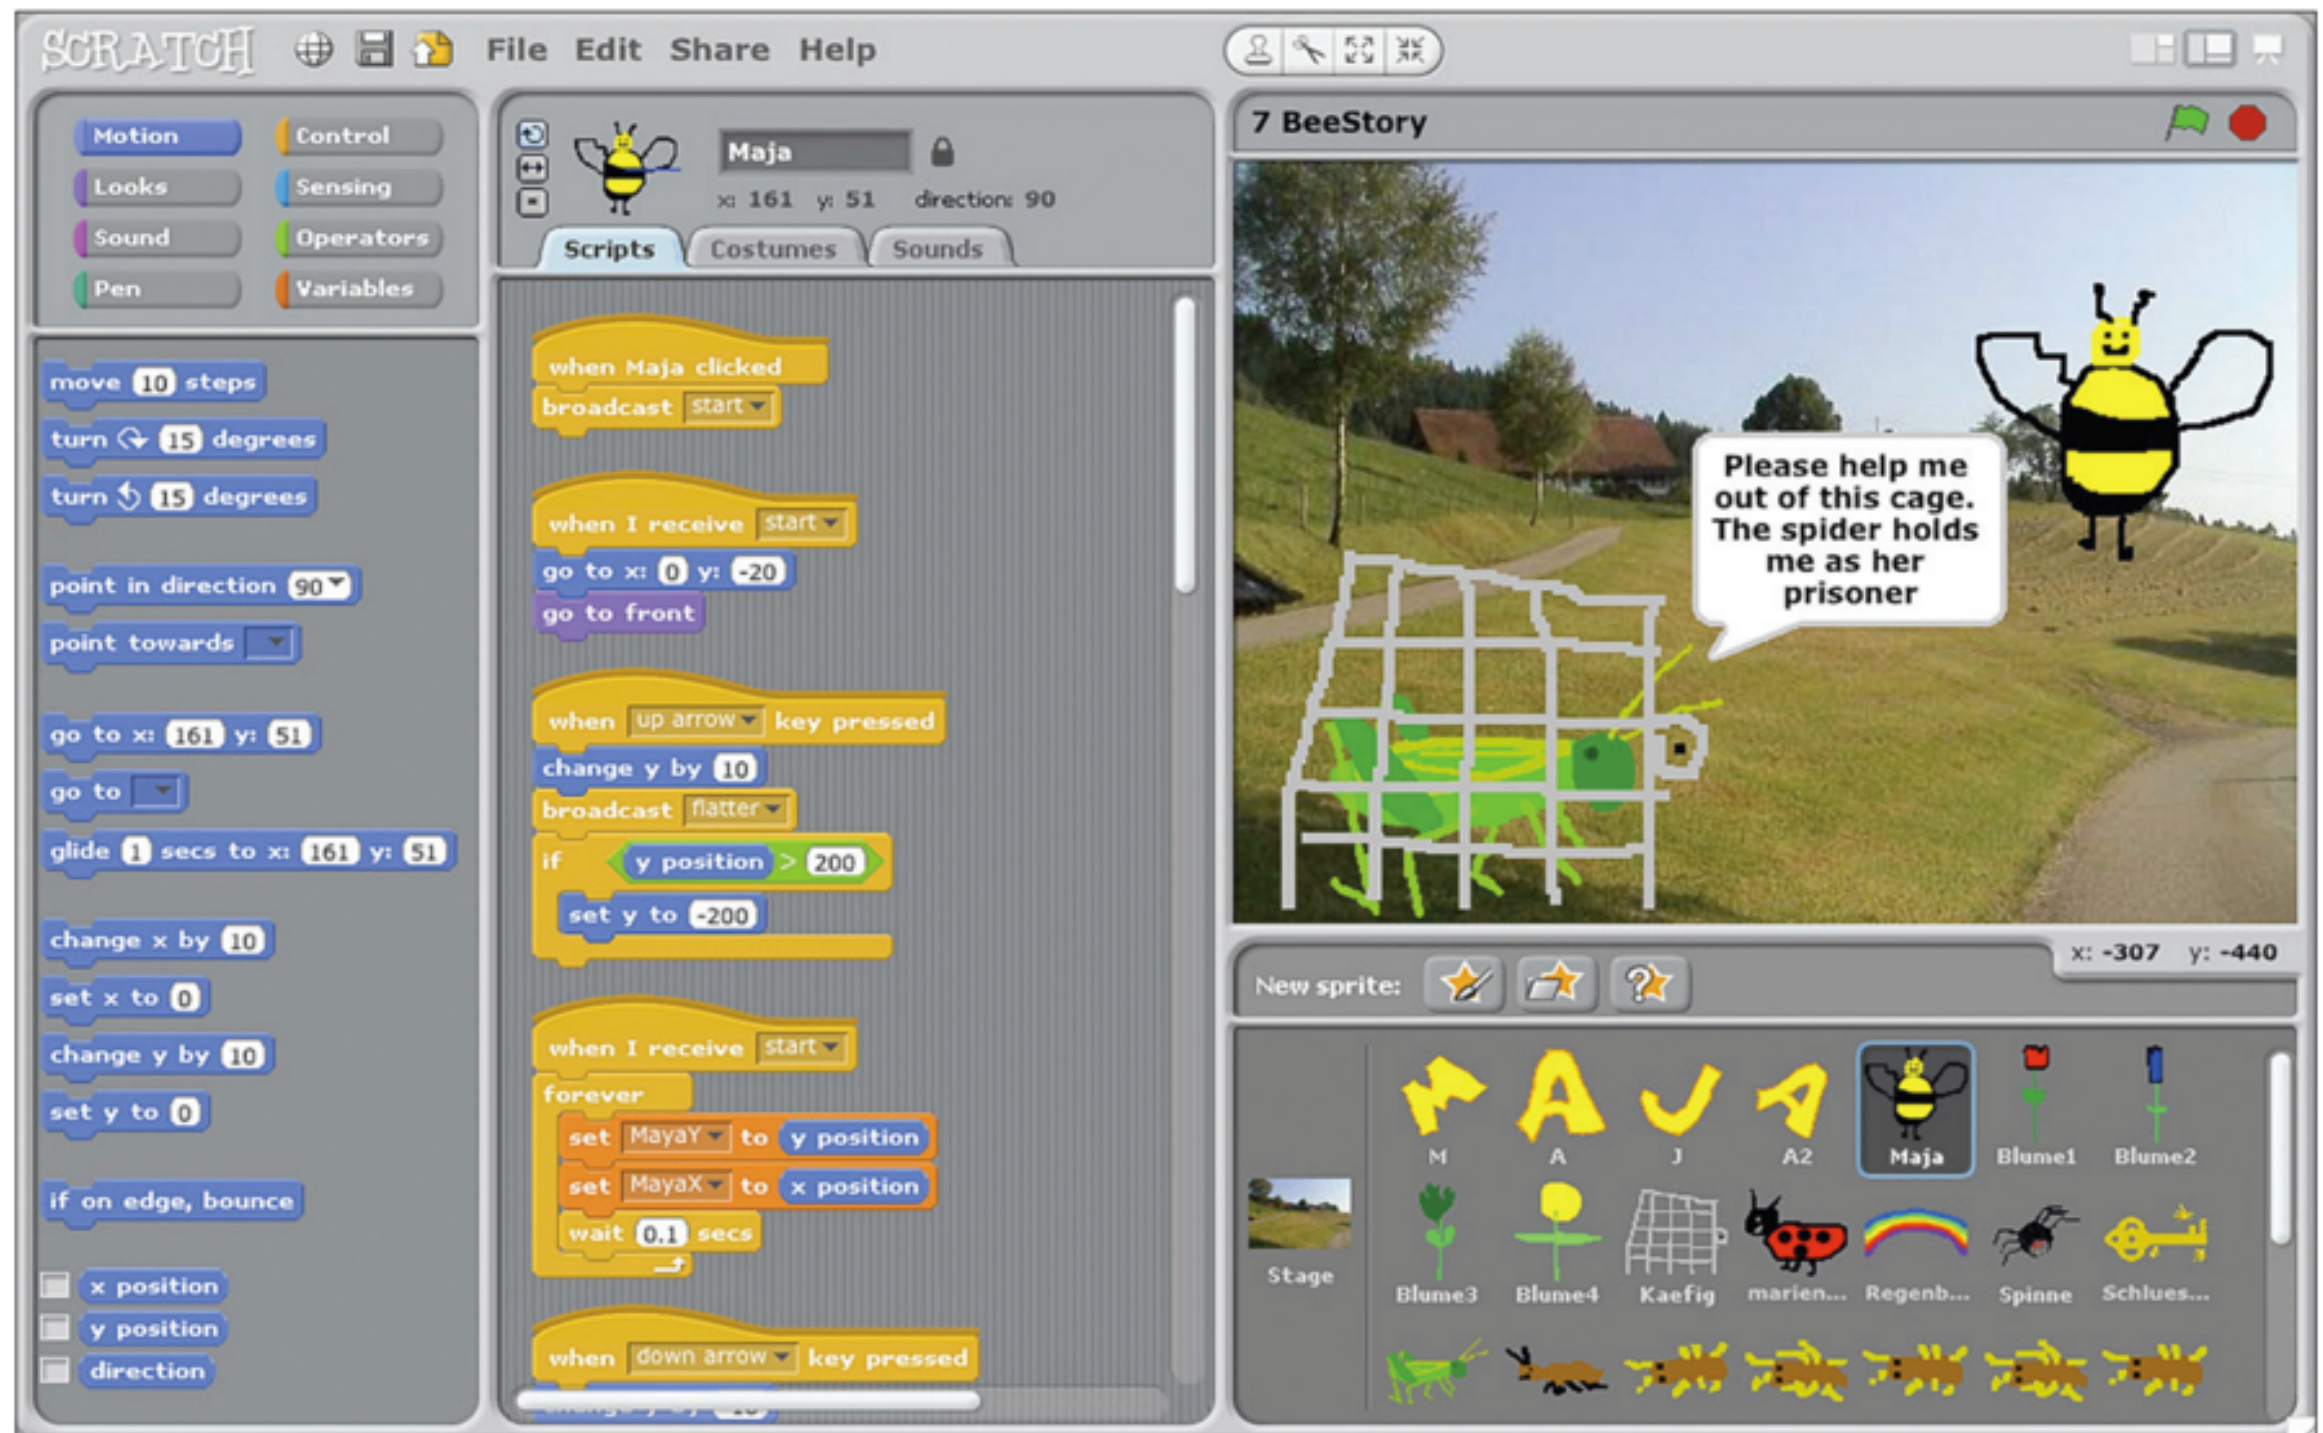 SCRATCH File Edit Share Help
Motion Control
Looks Sensing
Sound Operators
Pen Variables
move 10 steps
turn 15 degrees
turn 15 degrees
point in direction 90
point towards
go to x: 161 y: 51
go to
glide 1 secs to x: 161 y: 51
change x by 10
set x to 0
change y by 10
set y to 0
if on edge, bounce
x position
y position
direction
Maja
x: 161 y: 51 direction: 90
Scripts Costumes Sounds
when Maja clicked
broadcast start
when I receive start
go to x: 0 y: -20
go to front
when up arrow key pressed
change y by 10
broadcast flatter
if y position > 200
set y to -200
when I receive start
forever
set MayaY to y position
set MayaX to x position
wait 0.1 secs
when down arrow key pressed
change y by -10
7 BeeStory
Please help me
out of this cage.
The spider holds
me as her
prisoner
x: -307 y: -440
New sprite:
Stage
M A J A2 Maja Blume1 Blume2
Blume3 Blume4 Kaefig marien... Regenb... Spinne Schlues...